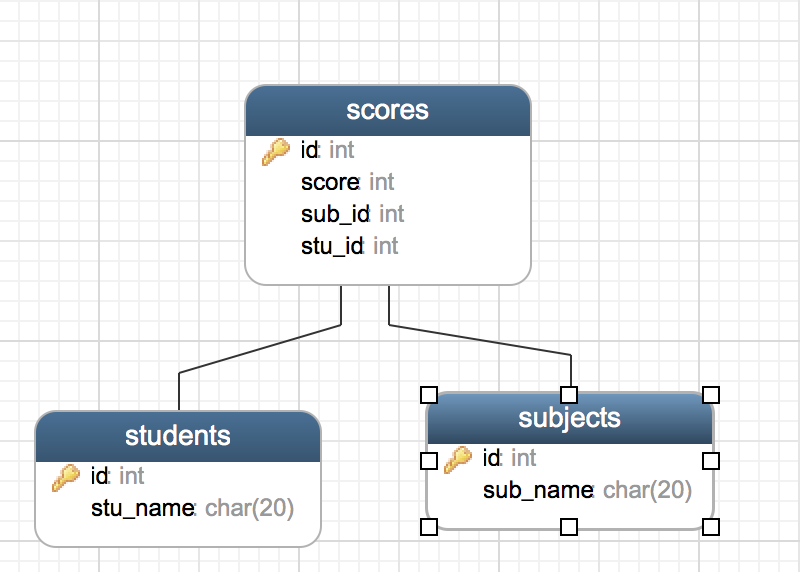 scores
id: int
score: int
sub_id: int
stu_id: int
students
id: int
stu_name: char(20)
subjects
id: int
sub_name: char(20)